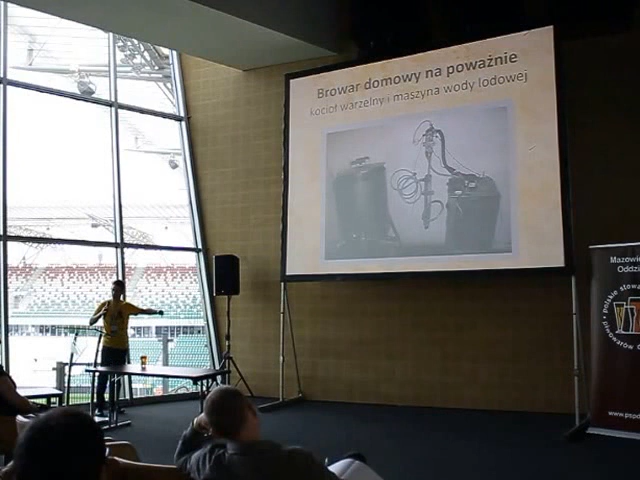 Browar domowy na poważnie
kocioł warzelny i maszyna wody lodowej
Mazowie
Oddzi
• polskie stowa
piwowarów d
www.pspd